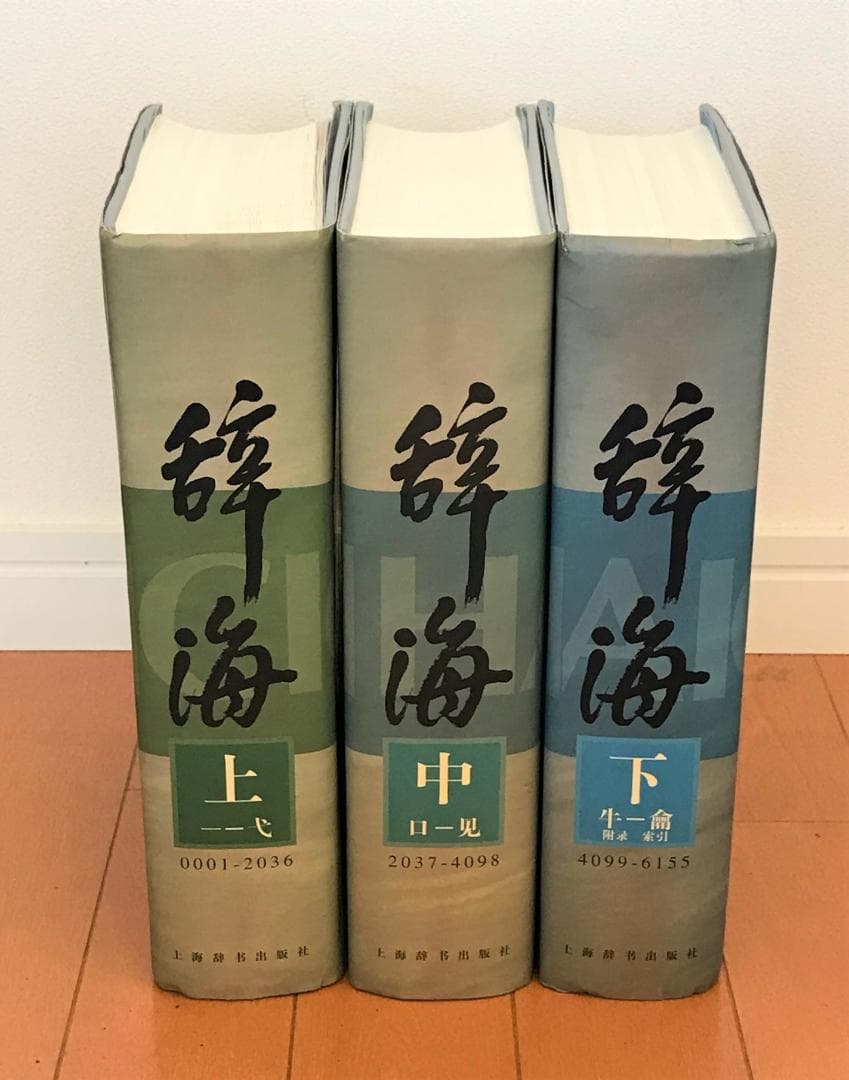 辞海
上
一—弋
0001-2036
上海辞书出版社
辞海
中
口—见
2037-4098
上海辞书出版社
辞海
下
牛—龠
附录 索引
4099-6155
上海辞书出版社
CIHAI